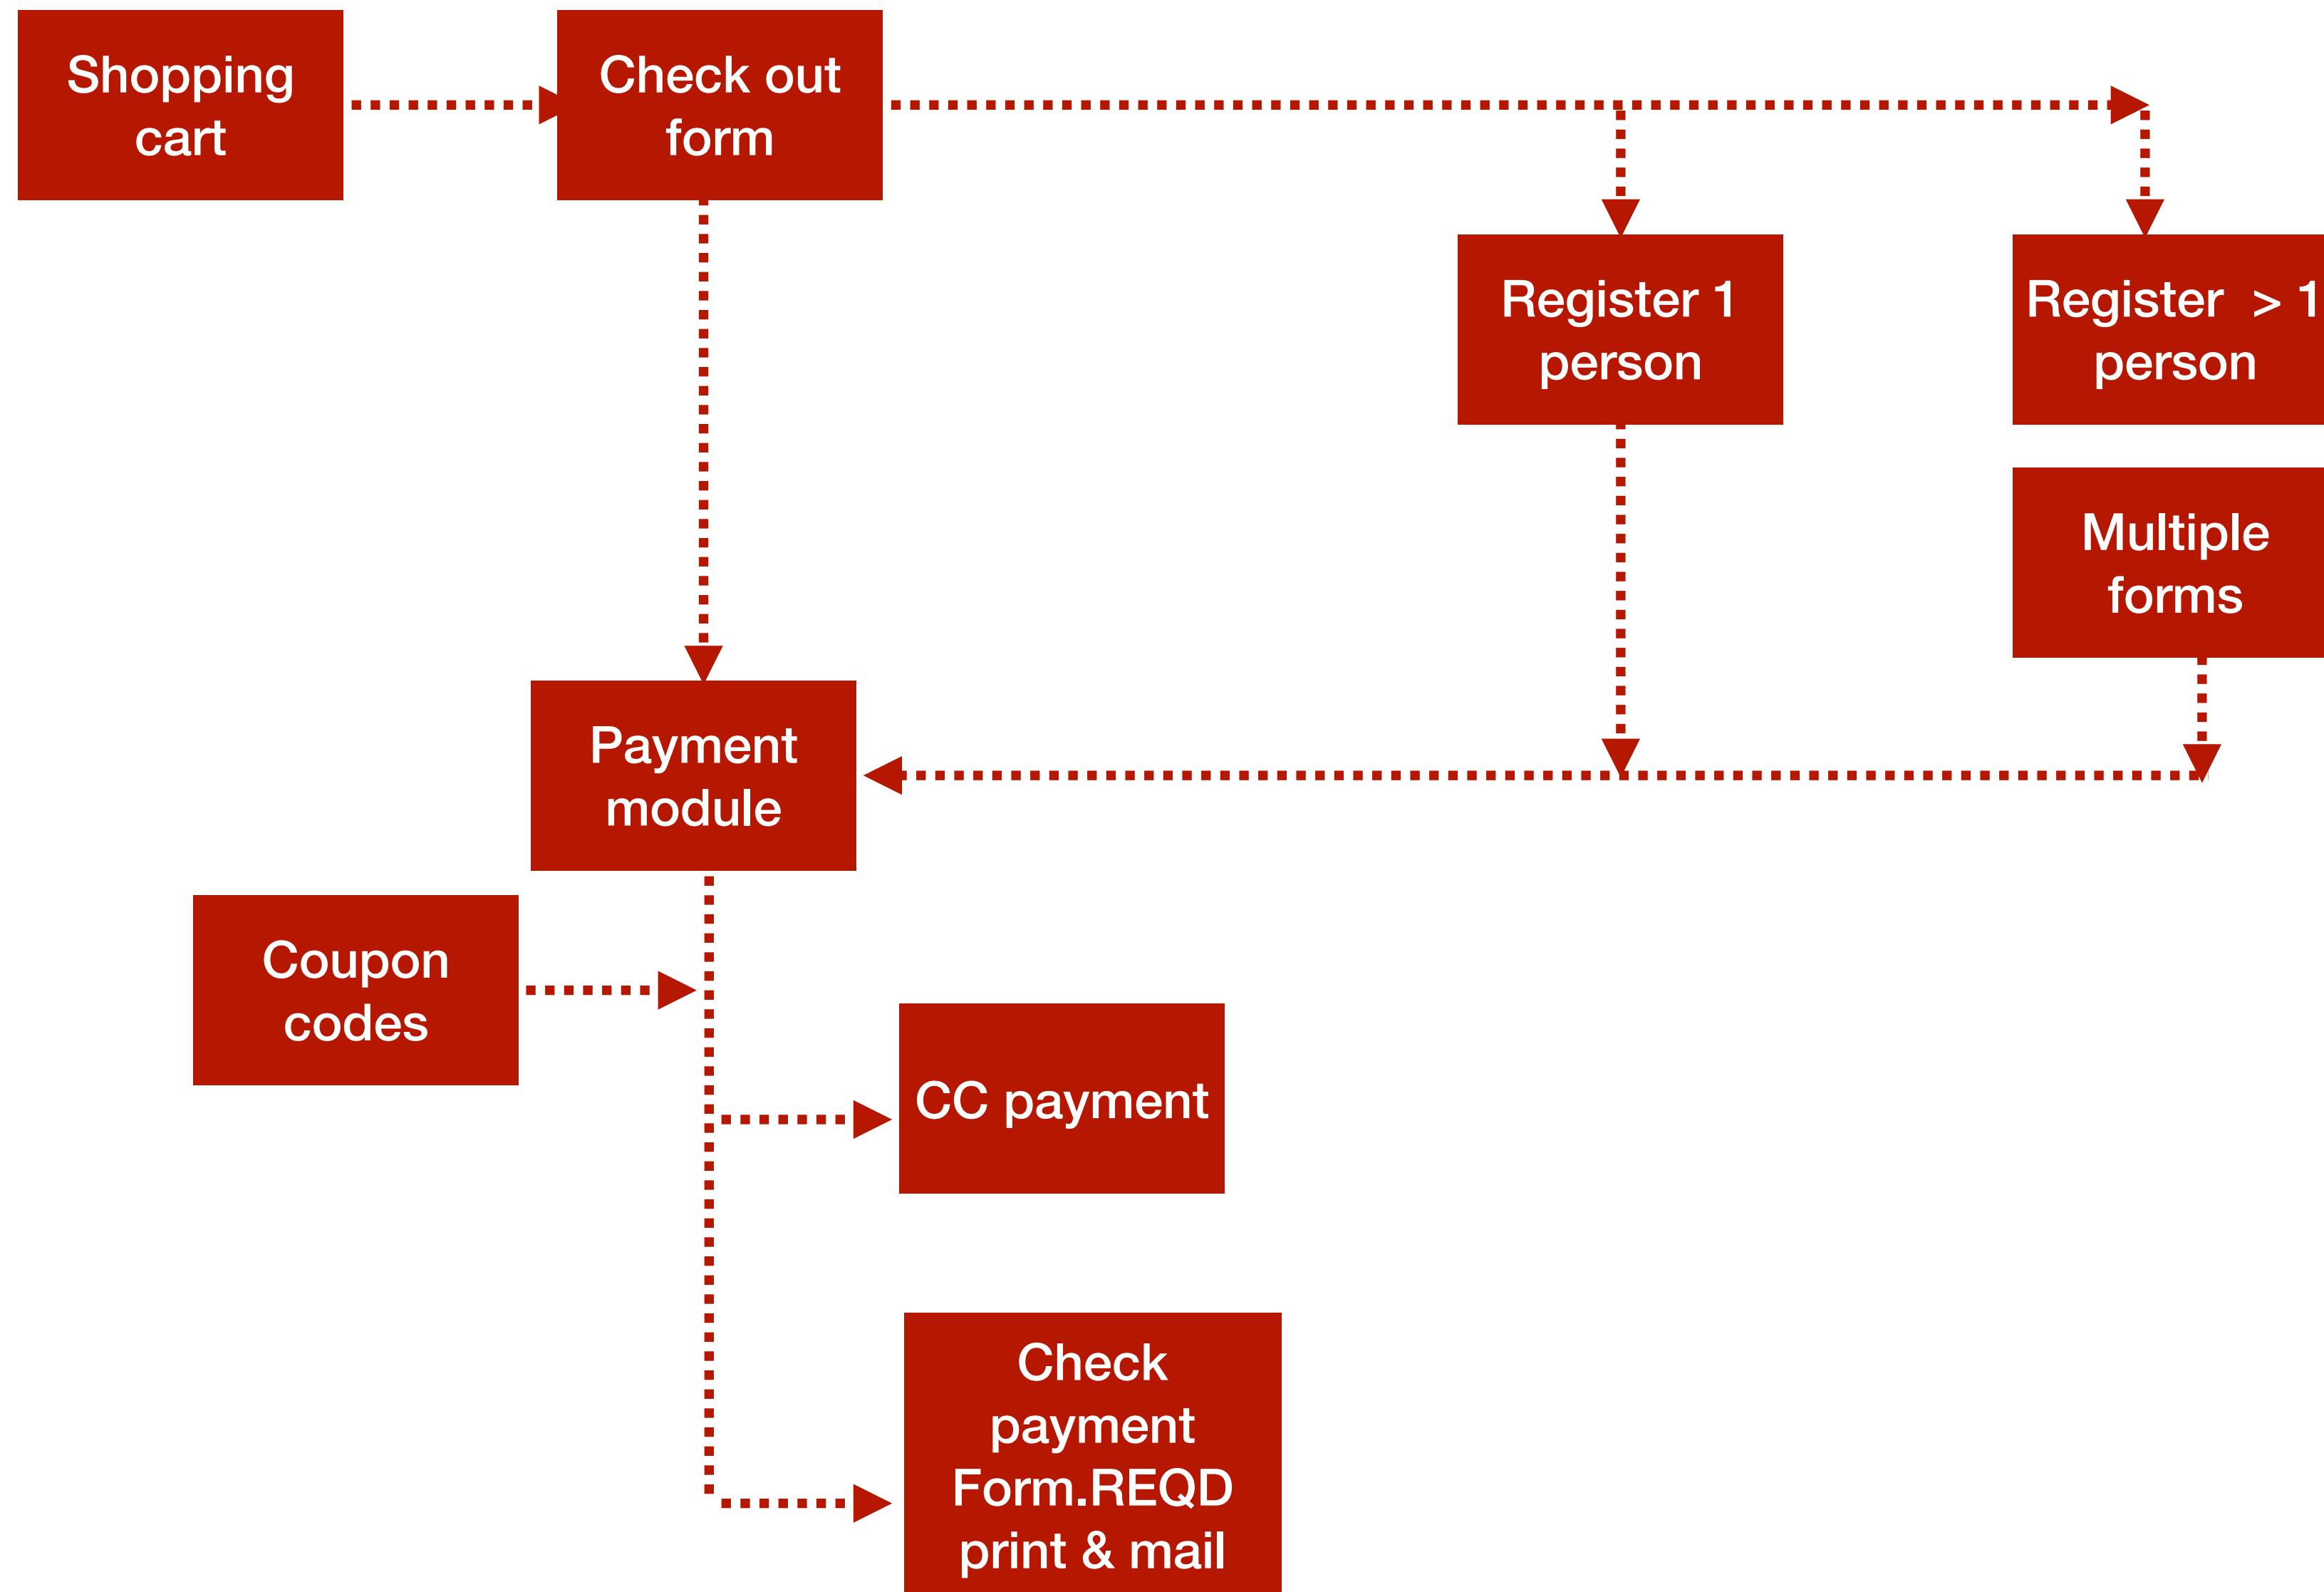 Shopping
cart
Check out
form
Register 1
person
Register  > 1
person
Multiple
forms
Payment
module
Coupon
codes
CC payment
Check
payment
Form.REQD
print & mail